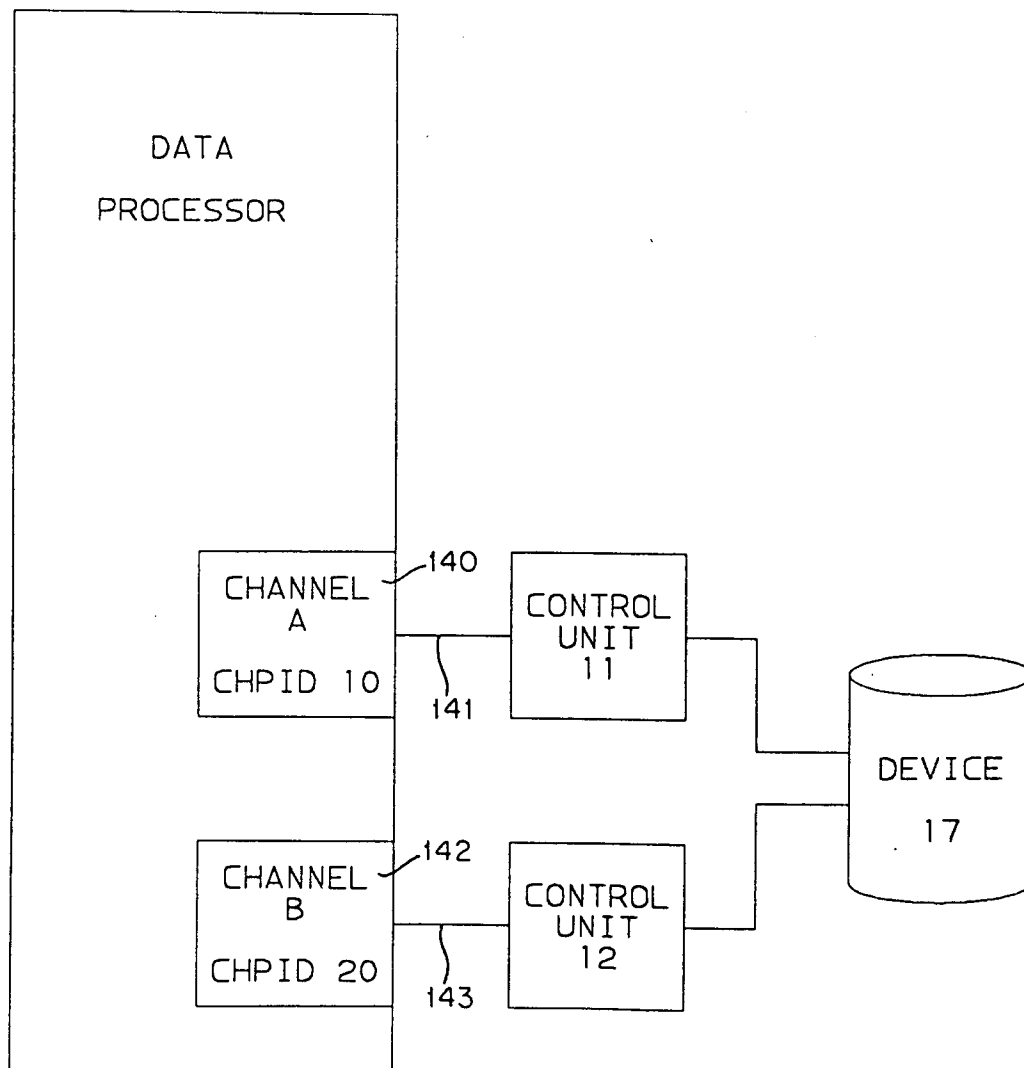 DATA
PROCESSOR
CHANNEL
A
CHPID 10
140
141
CONTROL
UNIT
11
DEVICE
17
CHANNEL
B
CHPID 20
142
143
CONTROL
UNIT
12